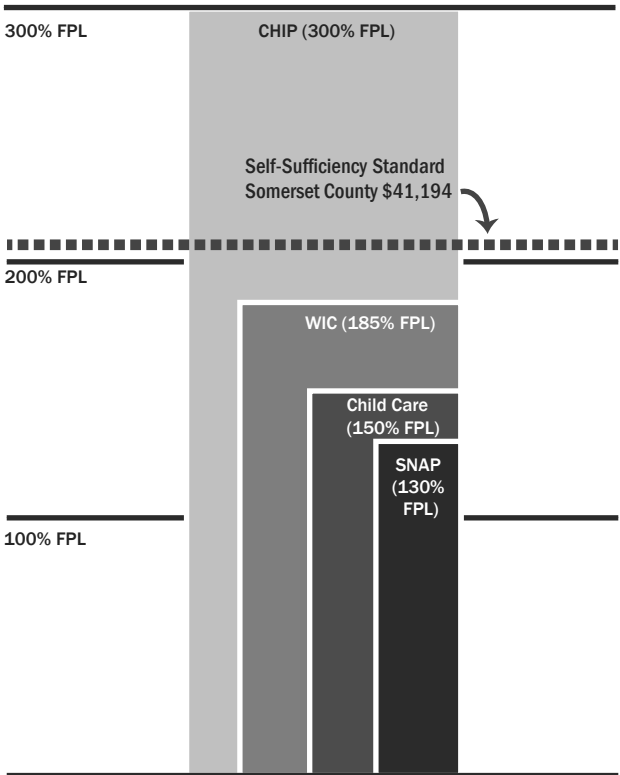 300% FPL
CHIP (300% FPL)
Self-Sufficiency Standard
Somerset County $41,194
200% FPL
WIC (185% FPL)
Child Care
(150% FPL)
SNAP
(130%
FPL)
100% FPL